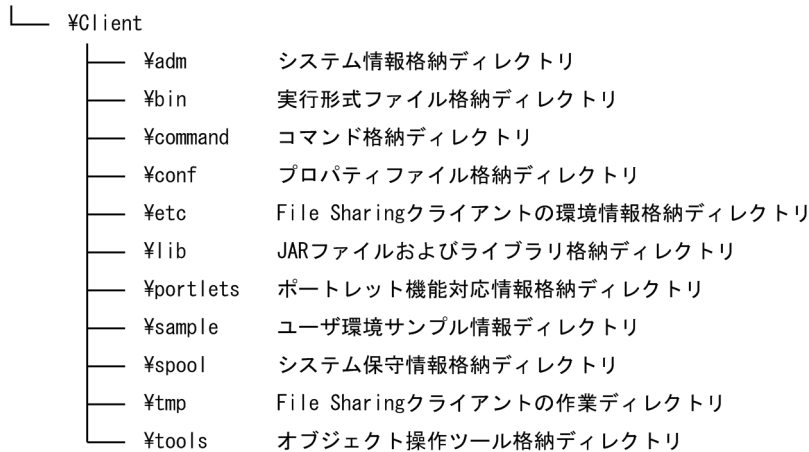 ¥Client
¥adm システム情報格納ディレクトリ
¥bin 実行形式ファイル格納ディレクトリ
¥command コマンド格納ディレクトリ
¥conf プロパティファイル格納ディレクトリ
¥etc File Sharingクライアントの環境情報格納ディレクトリ
¥lib JARファイルおよびライブラリ格納ディレクトリ
¥portlets ポートレット機能対応情報格納ディレクトリ
¥sample ユーザ環境サンプル情報ディレクトリ
¥spool システム保守情報格納ディレクトリ
¥tmp File Sharingクライアントの作業ディレクトリ
¥tools オブジェクト操作ツール格納ディレクトリ